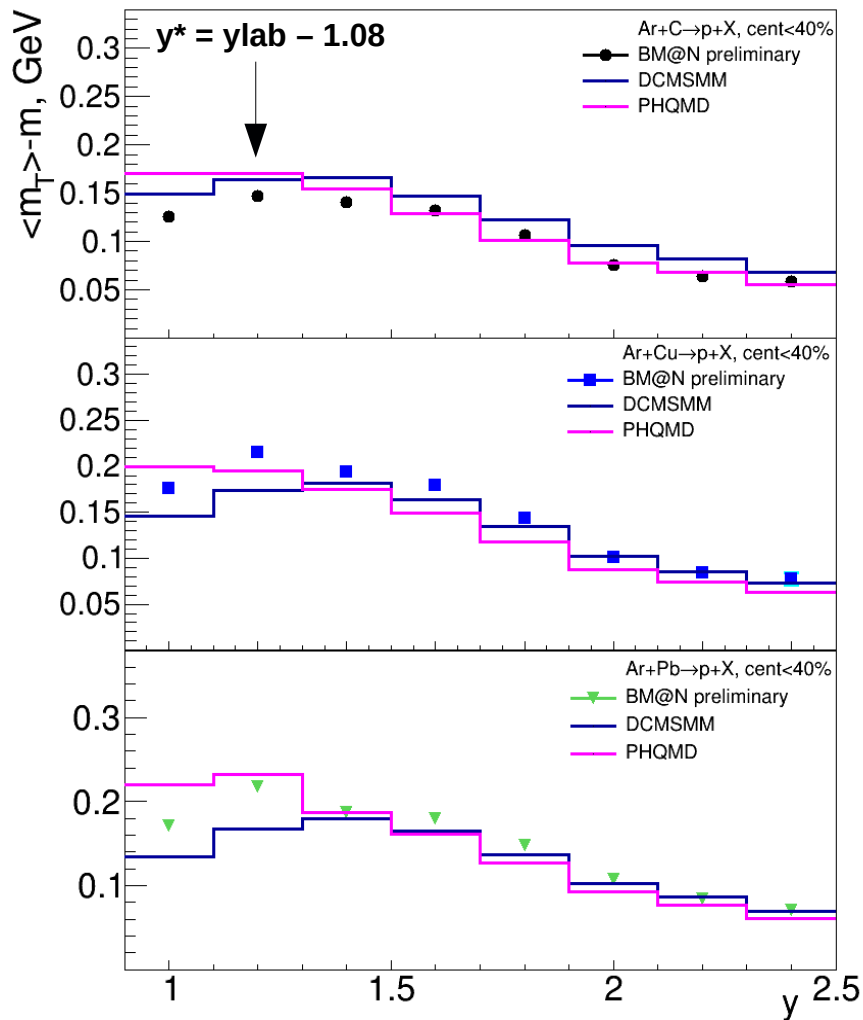 y* = ylab – 1.08
<m_T>-m, GeV
Ar+C→p+X, cent<40%
BM@N preliminary
DCMSMM
PHQMD
0.3
0.25
0.2
0.15
0.1
0.05
Ar+Cu→p+X, cent<40%
BM@N preliminary
DCMSMM
PHQMD
0.3
0.25
0.2
0.15
0.1
0.05
Ar+Pb→p+X, cent<40%
BM@N preliminary
DCMSMM
PHQMD
0.3
0.2
0.1
1 1.5 2 2.5
y